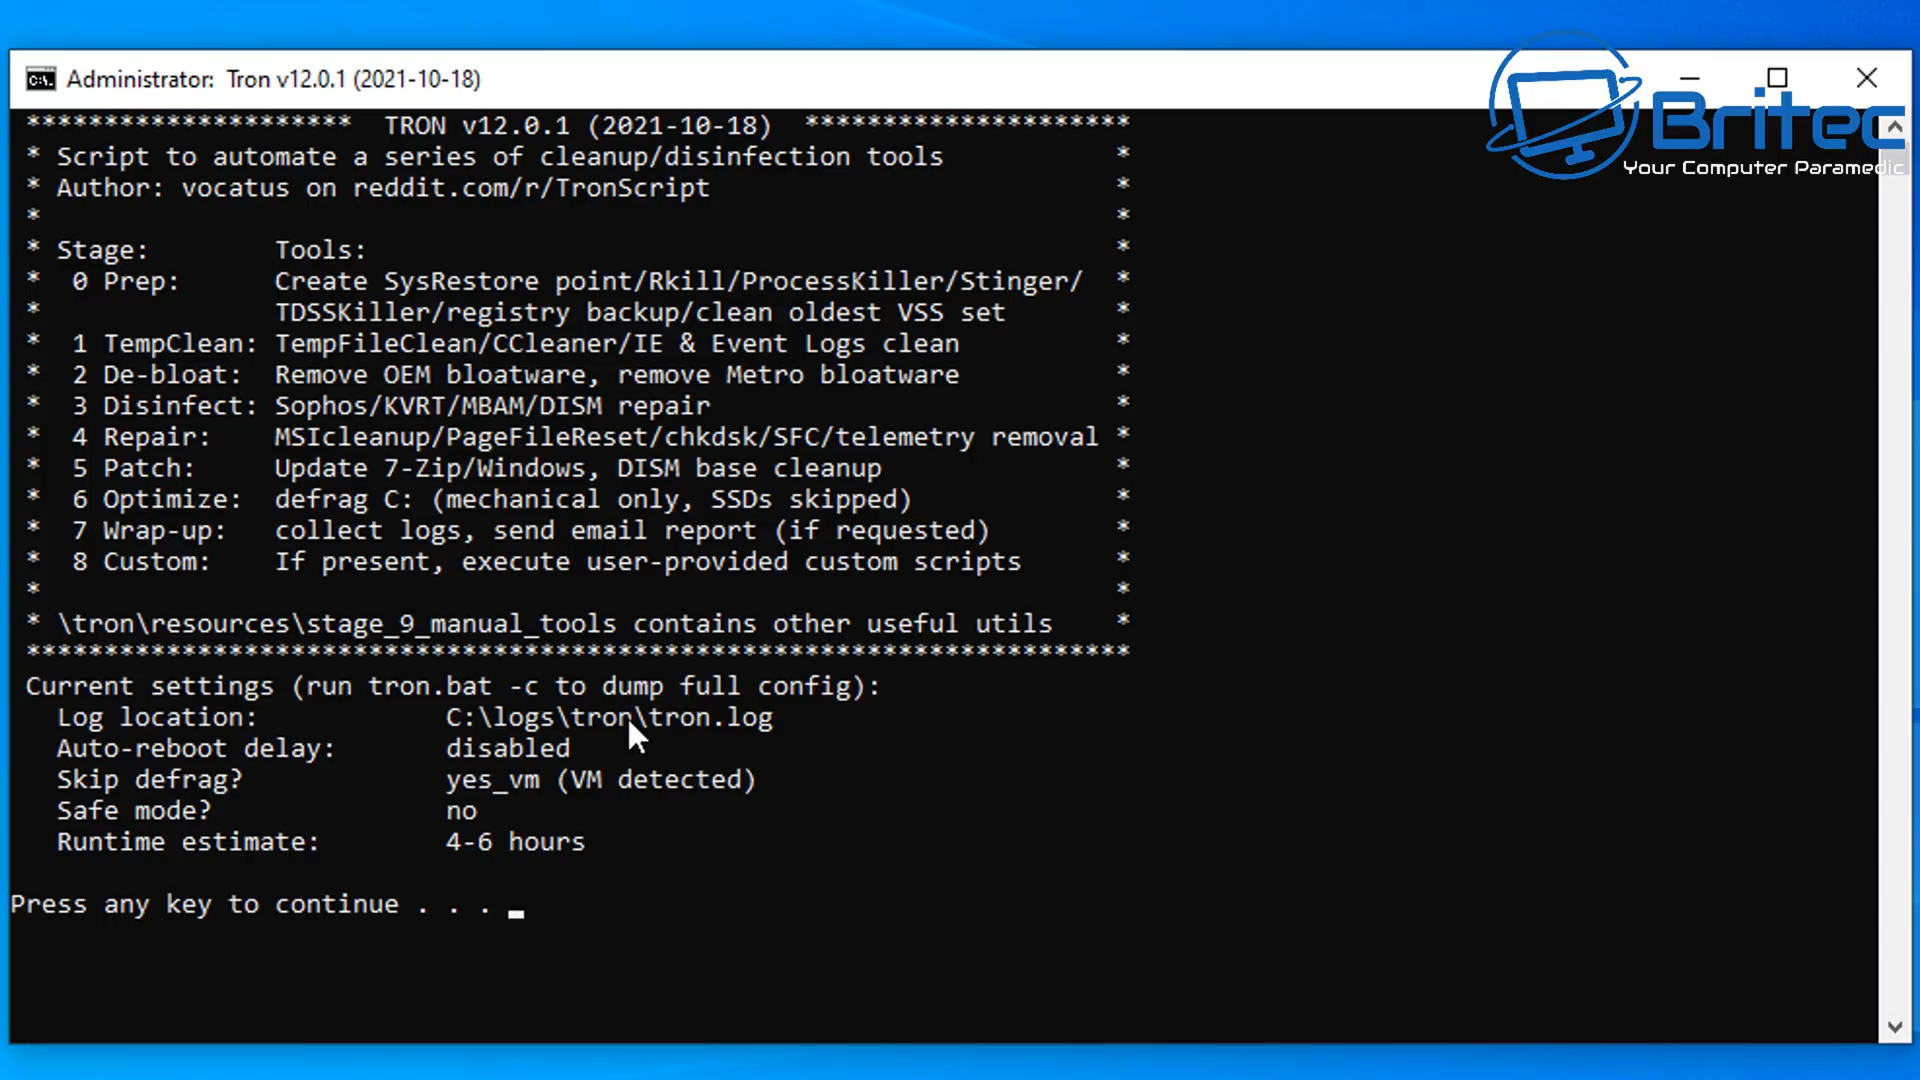 Administrator: Tron v12.0.1 (2021-10-18)
Britec
Your Computer Paramedic
********************* TRON v12.0.1 (2021-10-18) *********************
* Script to automate a series of cleanup/disinfection tools *
* Author: vocatus on reddit.com/r/TronScript *
* *
* Stage: Tools: *
* 0 Prep: Create SysRestore point/Rkill/ProcessKiller/Stinger/ *
* TDSSKiller/registry backup/clean oldest VSS set *
* 1 TempClean: TempFileClean/CCleaner/IE & Event Logs clean *
* 2 De-bloat: Remove OEM bloatware, remove Metro bloatware *
* 3 Disinfect: Sophos/KVRT/MBAM/DISM repair *
* 4 Repair: MSIcleanup/PageFileReset/chkdsk/SFC/telemetry removal *
* 5 Patch: Update 7-Zip/Windows, DISM base cleanup *
* 6 Optimize: defrag C: (mechanical only, SSDs skipped) *
* 7 Wrap-up: collect logs, send email report (if requested) *
* 8 Custom: If present, execute user-provided custom scripts *
* *
* \tron\resources\stage_9_manual_tools contains other useful utils *
***********************************************************************
Current settings (run tron.bat -c to dump full config):
Log location: C:\logs\tron\tron.log
Auto-reboot delay: disabled
Skip defrag? yes_vm (VM detected)
Safe mode? no
Runtime estimate: 4-6 hours
Press any key to continue . . . _